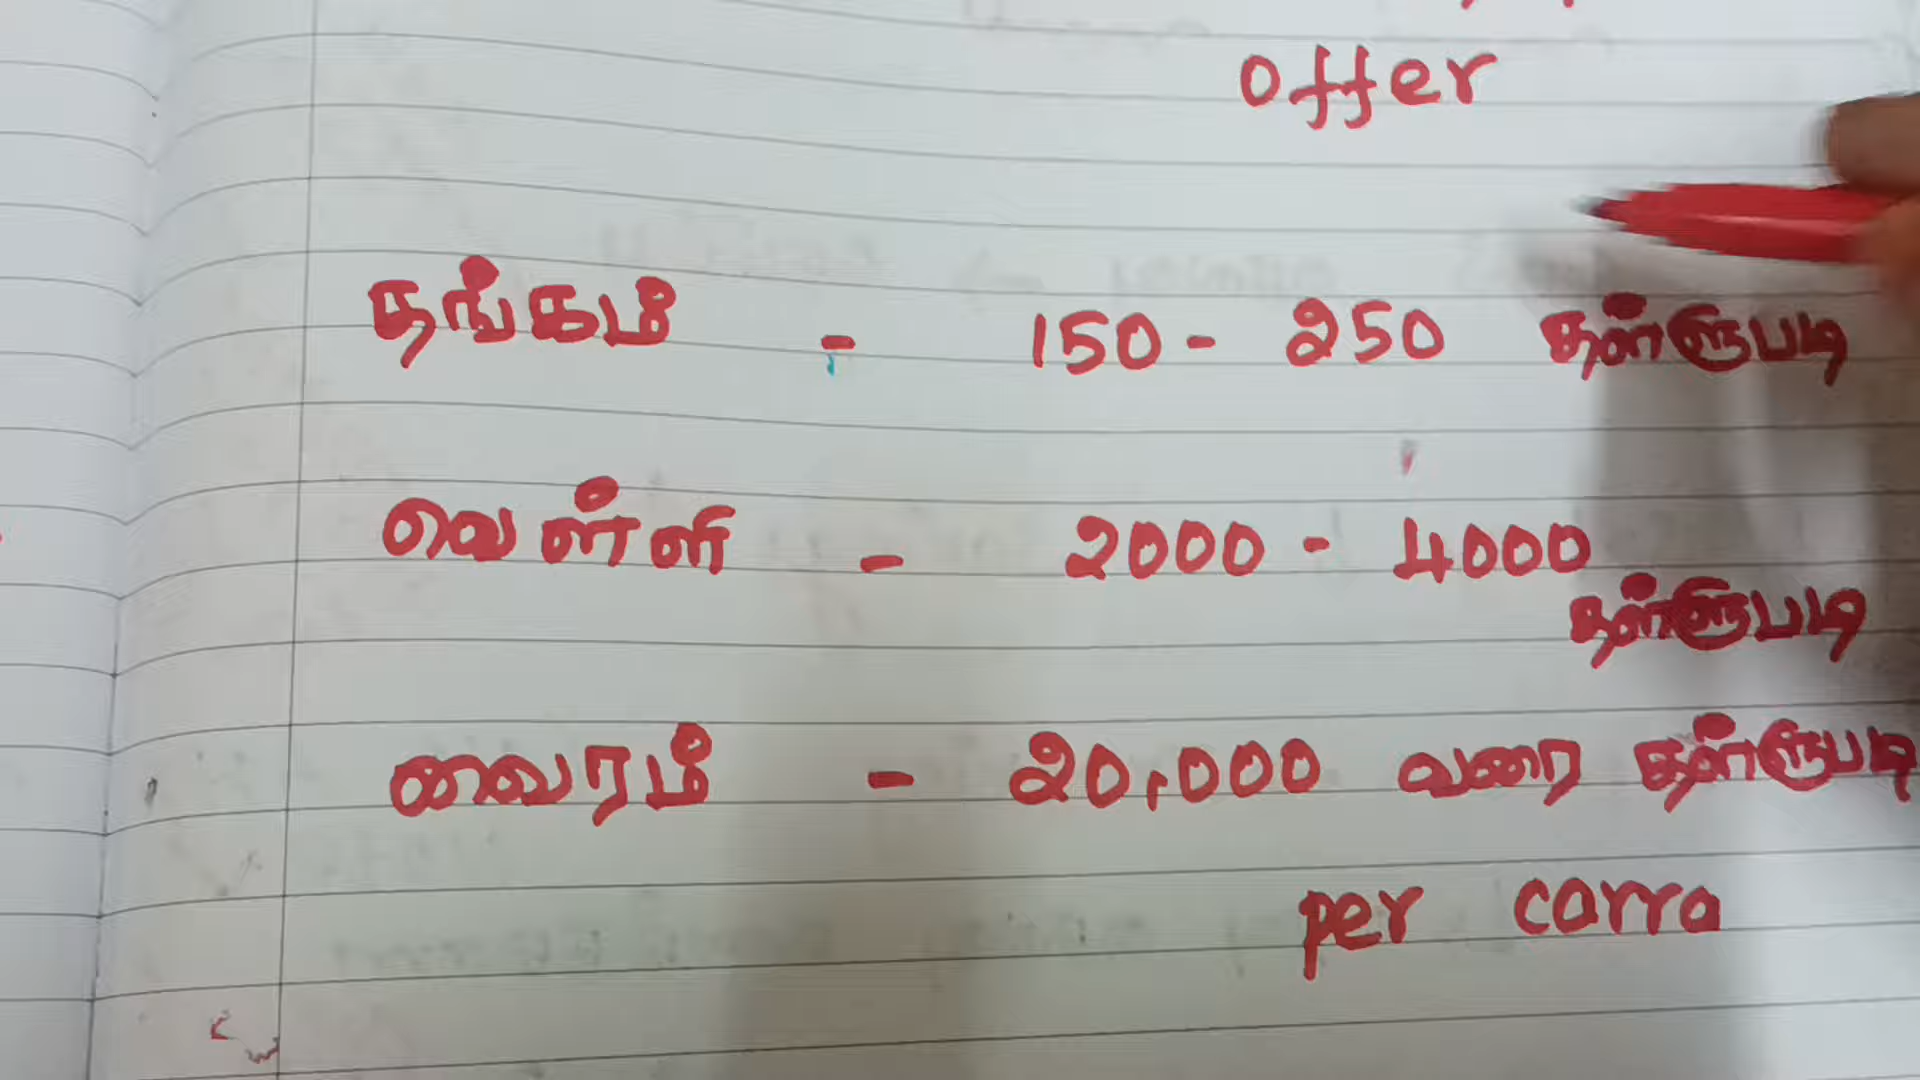 offer
தங்கம் - 150 - 250 தள்ளுபடி
வெள்ளி - 2000 - 4000
தள்ளுபடி
வைரம் - 20,000 வரை தள்ளுபடி
per carra